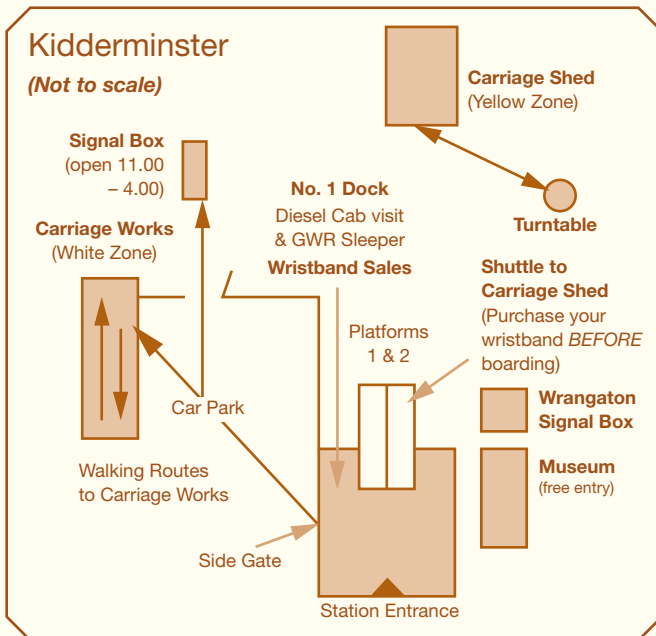 Kidderminster
(Not to scale)
Carriage Shed
(Yellow Zone)
Signal Box
(open 11.00
– 4.00)
No. 1 Dock
Diesel Cab visit
& GWR Sleeper
Wristband Sales
Turntable
Carriage Works
(White Zone)
Shuttle to
Carriage Shed
(Purchase your
wristband BEFORE
boarding)
Platforms
1 & 2
Car Park
Wrangaton
Signal Box
Walking Routes
to Carriage Works
Museum
(free entry)
Side Gate
Station Entrance